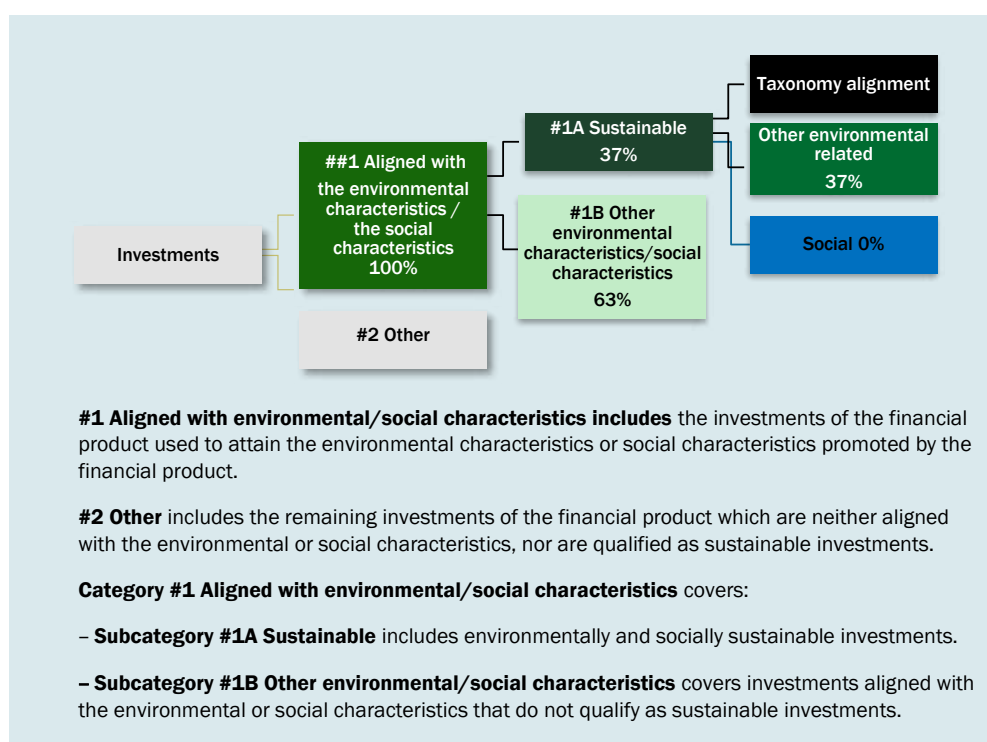 Investments
##1 Aligned with
the environmental
characteristics /
the social
characteristics
100%
#2 Other
#1A Sustainable
37%
#1B Other
environmental
characteristics/social
characteristics
63%
Taxonomy alignment
Other environmental
related
37%
Social 0%
#1 Aligned with environmental/social characteristics includes the investments of the financial
product used to attain the environmental characteristics or social characteristics promoted by the
financial product.
#2 Other includes the remaining investments of the financial product which are neither aligned
with the environmental or social characteristics, nor are qualified as sustainable investments.
Category #1 Aligned with environmental/social characteristics covers:
– Subcategory #1A Sustainable includes environmentally and socially sustainable investments.
– Subcategory #1B Other environmental/social characteristics covers investments aligned with
the environmental or social characteristics that do not qualify as sustainable investments.